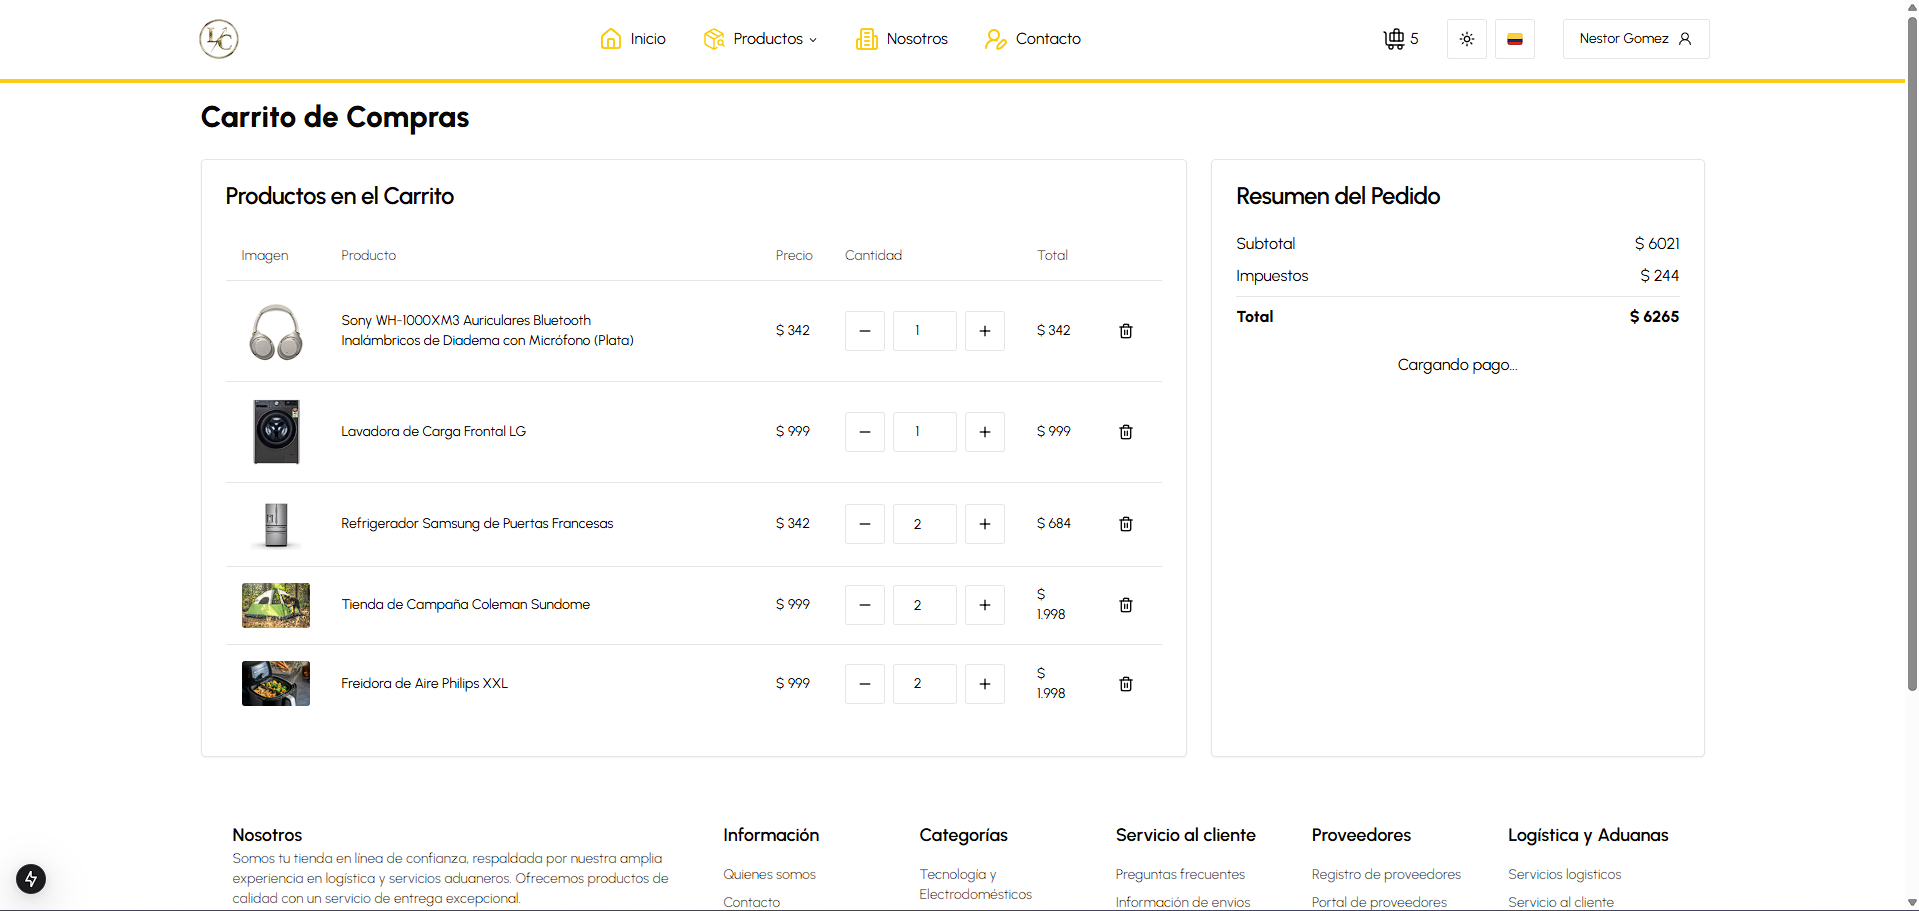 LC
Inicio
Productos
Nosotros
Contacto
5
Nestor Gomez
Carrito de Compras
Productos en el Carrito
Imagen
Producto
Precio
Cantidad
Total
Sony WH-1000XM3 Auriculares Bluetooth
Inalámbricos de Diadema con Micrófono (Plata)
$ 342
1
$ 342
Lavadora de Carga Frontal LG
$ 999
1
$ 999
Refrigerador Samsung de Puertas Francesas
$ 342
2
$ 684
Tienda de Campaña Coleman Sundome
$ 999
2
$
1.998
Freidora de Aire Philips XXL
$ 999
2
$
1.998
Resumen del Pedido
Subtotal
$ 6021
Impuestos
$ 244
Total
$ 6265
Cargando pago...
Nosotros
Somos tu tienda en línea de confianza, respaldada por nuestra amplia
experiencia en logística y servicios aduaneros. Ofrecemos productos de
calidad con un servicio de entrega excepcional.
Información
Quienes somos
Contacto
Categorías
Tecnología y
Electrodomésticos
Servicio al cliente
Preguntas frecuentes
Información de envios
Proveedores
Registro de proveedores
Portal de proveedores
Logística y Aduanas
Servicios logisticos
Servicio al cliente